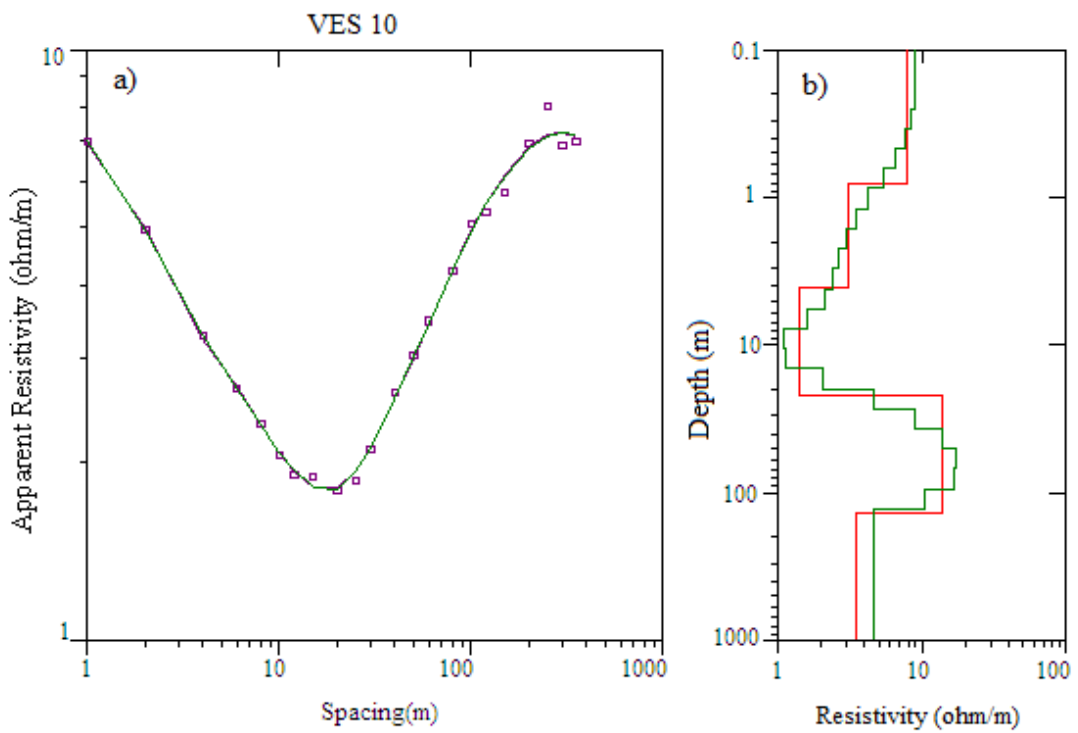 VES 10
a)
10
1
Apparent Resistivity (ohm/m)
1
10
100
1000
Spacing(m)
b)
0.1
1
10
100
1000
Depth (m)
1
10
100
Resistivity (ohm/m)